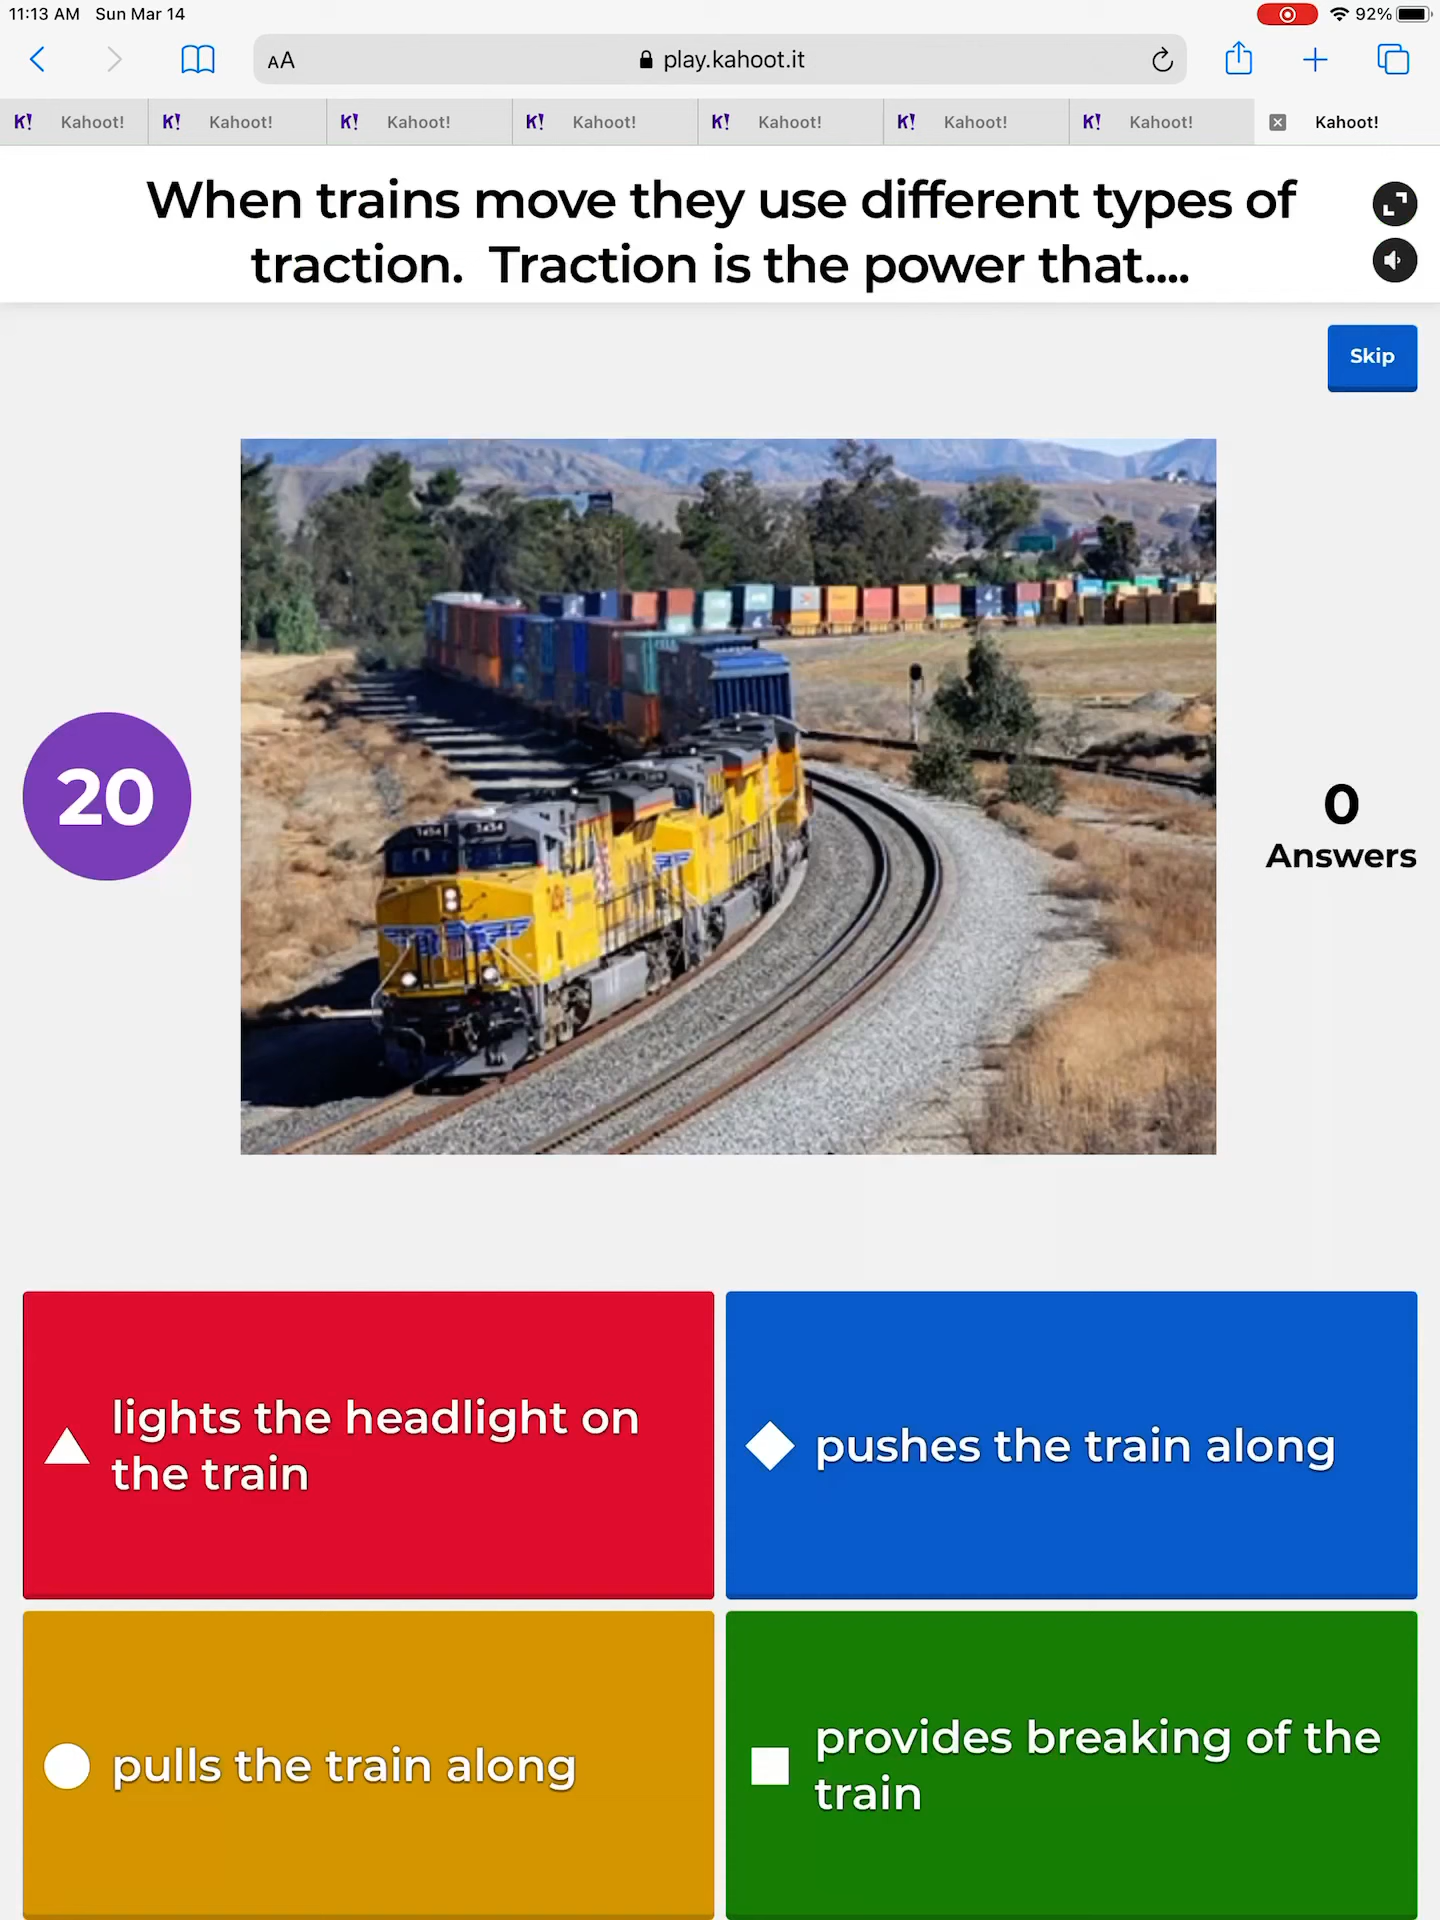 11:13 AM Sun Mar 14
92%
AA
play.kahoot.it
K! Kahoot! K! Kahoot! K! Kahoot! K! Kahoot! K! Kahoot! K! Kahoot! K! Kahoot! Kahoot!
When trains move they use different types of
traction. Traction is the power that....
Skip
20
0
Answers
lights the headlight on
the train
pushes the train along
pulls the train along
provides breaking of the
train